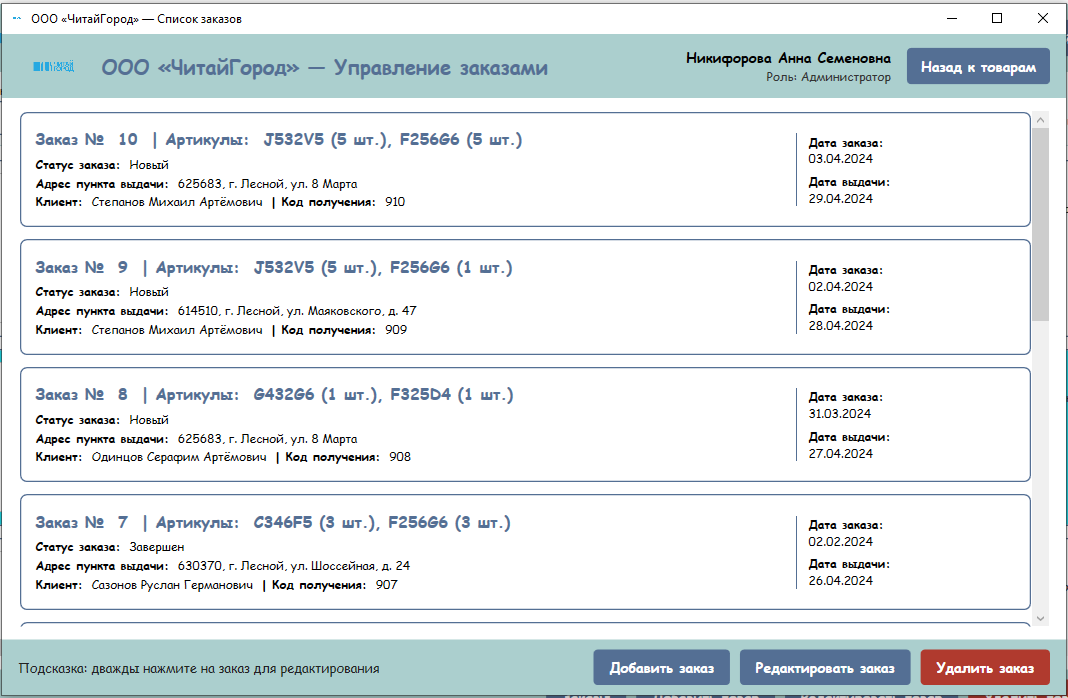 ООО «ЧитайГород» — Список заказов
ООО «ЧитайГород» — Управление заказами
Никифорова Анна Семеновна
Роль: Администратор
Назад к товарам
Заказ № 10 | Артикулы: J532V5 (5 шт.), F256G6 (5 шт.)
Статус заказа: Новый
Адрес пункта выдачи: 625683, г. Лесной, ул. 8 Марта
Клиент: Степанов Михаил Артёмович | Код получения: 910
Дата заказа:
03.04.2024
Дата выдачи:
29.04.2024
Заказ № 9 | Артикулы: J532V5 (5 шт.), F256G6 (1 шт.)
Статус заказа: Новый
Адрес пункта выдачи: 614510, г. Лесной, ул. Маяковского, д. 47
Клиент: Степанов Михаил Артёмович | Код получения: 909
Дата заказа:
02.04.2024
Дата выдачи:
28.04.2024
Заказ № 8 | Артикулы: G432G6 (1 шт.), F325D4 (1 шт.)
Статус заказа: Новый
Адрес пункта выдачи: 625683, г. Лесной, ул. 8 Марта
Клиент: Одинцов Серафим Артёмович | Код получения: 908
Дата заказа:
31.03.2024
Дата выдачи:
27.04.2024
Заказ № 7 | Артикулы: C346F5 (3 шт.), F256G6 (3 шт.)
Статус заказа: Завершен
Адрес пункта выдачи: 630370, г. Лесной, ул. Шоссейная, д. 24
Клиент: Сазонов Руслан Германович | Код получения: 907
Дата заказа:
02.02.2024
Дата выдачи:
26.04.2024
Подсказка: дважды нажмите на заказ для редактирования
Добавить заказ
Редактировать заказ
Удалить заказ